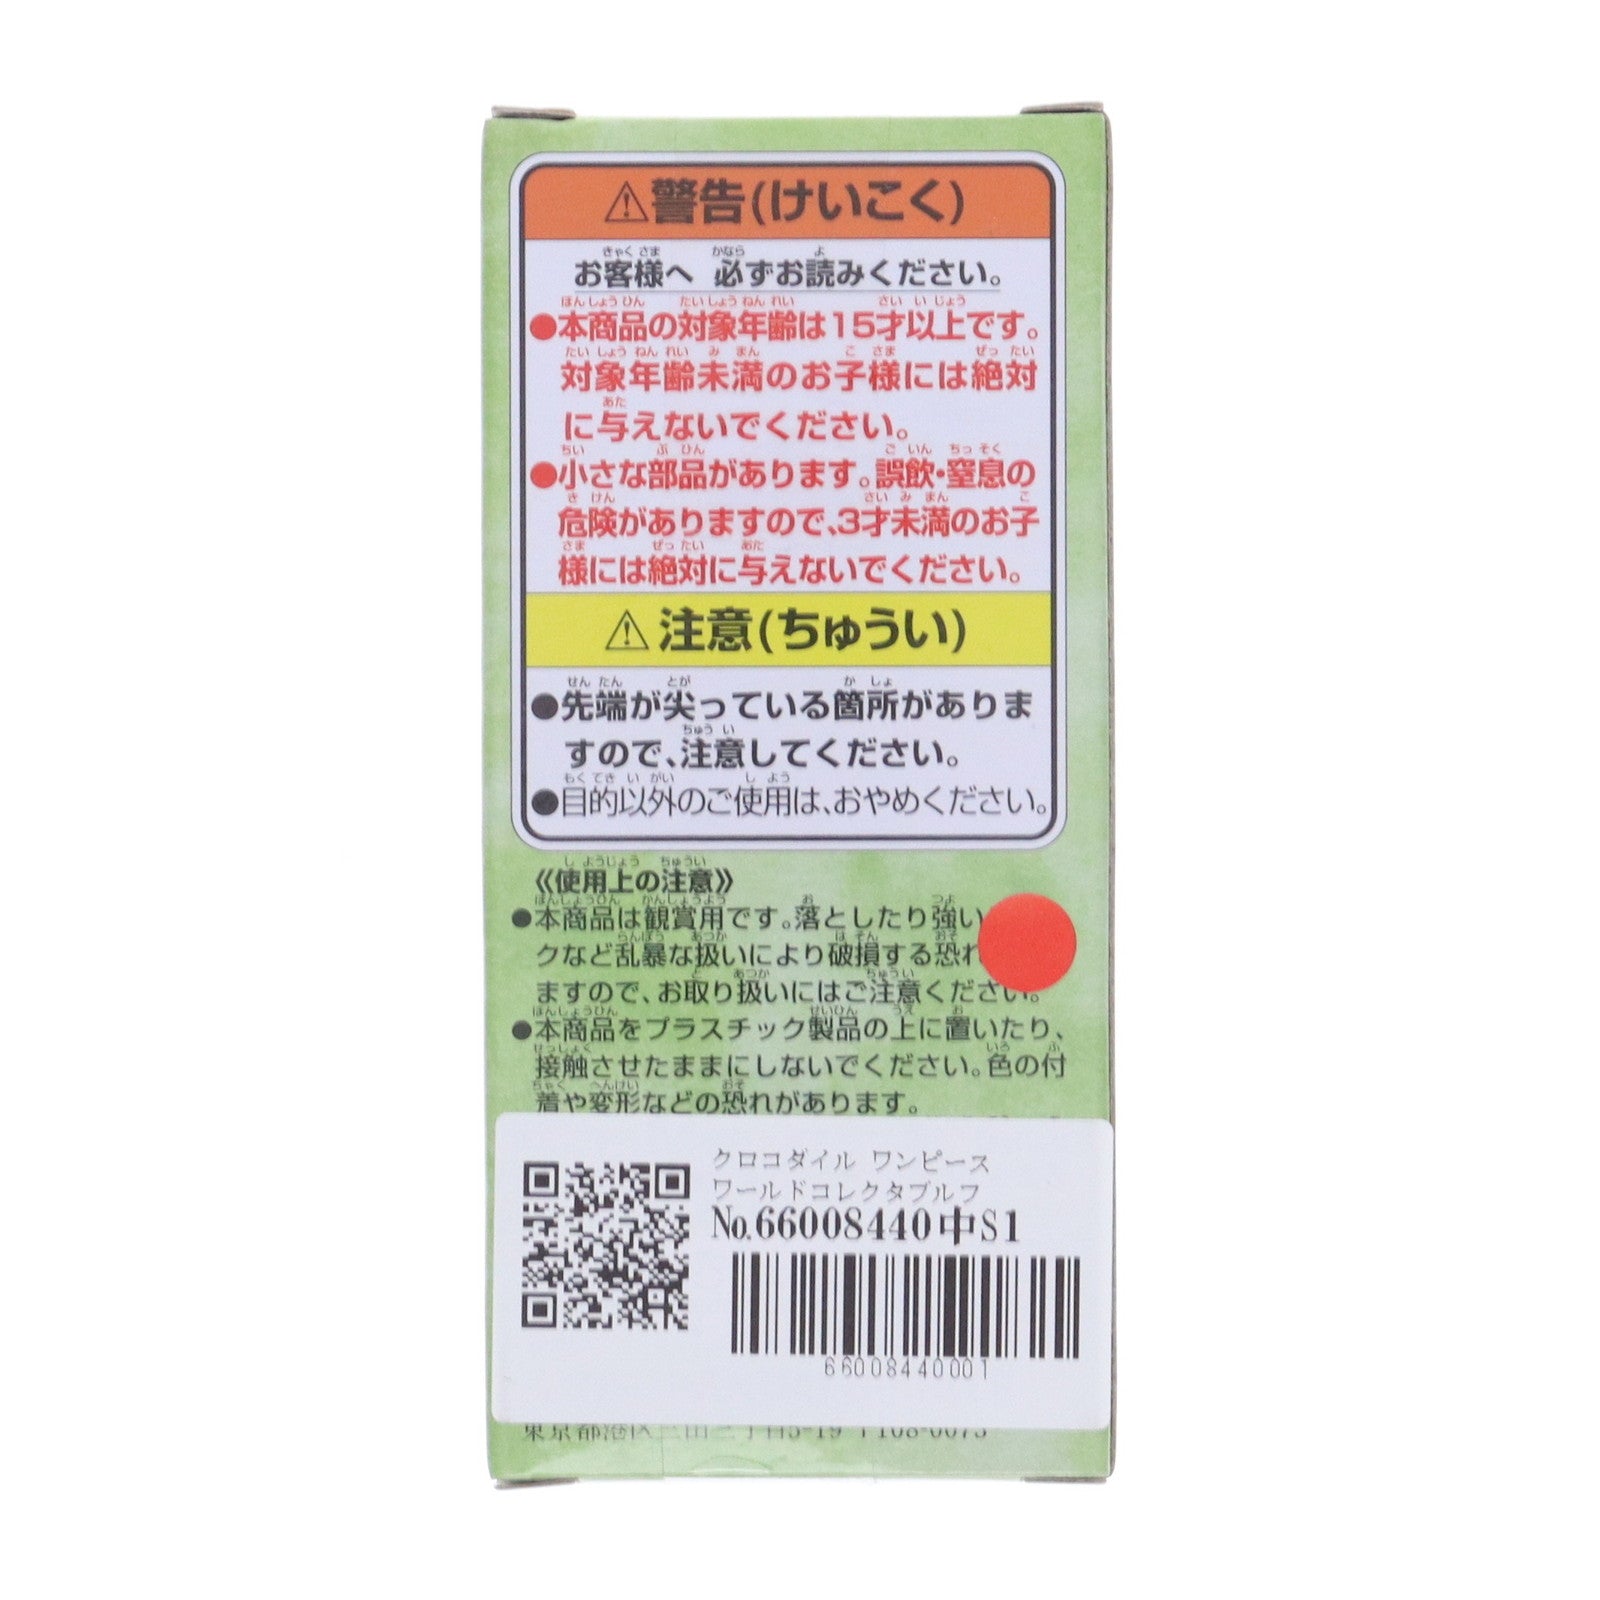 ⚠警告(けいこく)
お客様へ 必ずお読みください。
●本商品の対象年齢は15才以上です。
対象年齢未満のお子様には絶対
に与えないでください。
●小さな部品があります。誤飲・窒息の
危険がありますので、3才未満のお子
様には絶対に与えないでください。
⚠注意(ちゅうい)
●先端が尖っている箇所がありま
すので、注意してください。
●目的以外のご使用は、おやめください。
《使用上の注意》
●本商品は観賞用です。落としたり強い
クなど乱暴な扱いにより破損する恐れ
ますので、お取り扱いにはご注意ください。
●本商品をプラスチック製品の上に置いたり、
接触させたままにしないでください。色の付
着や変形などの恐れがあります。
クロコダイル ワンピース
ワールドコレクタブルフ
No.66008440中S1
66008440001
東京都港区三田三丁目5-19 〒108-0073